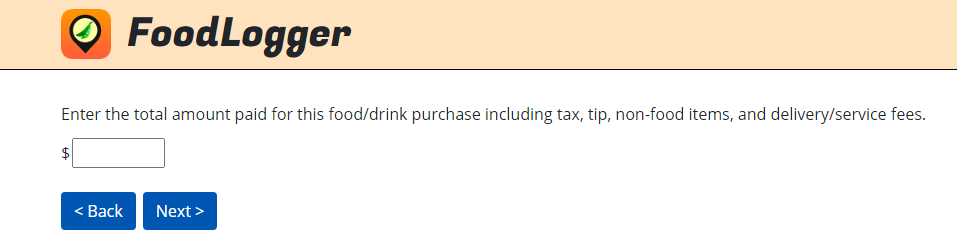 FoodLogger
Enter the total amount paid for this food/drink purchase including tax, tip, non-food items, and delivery/service fees.
$
< Back Next >